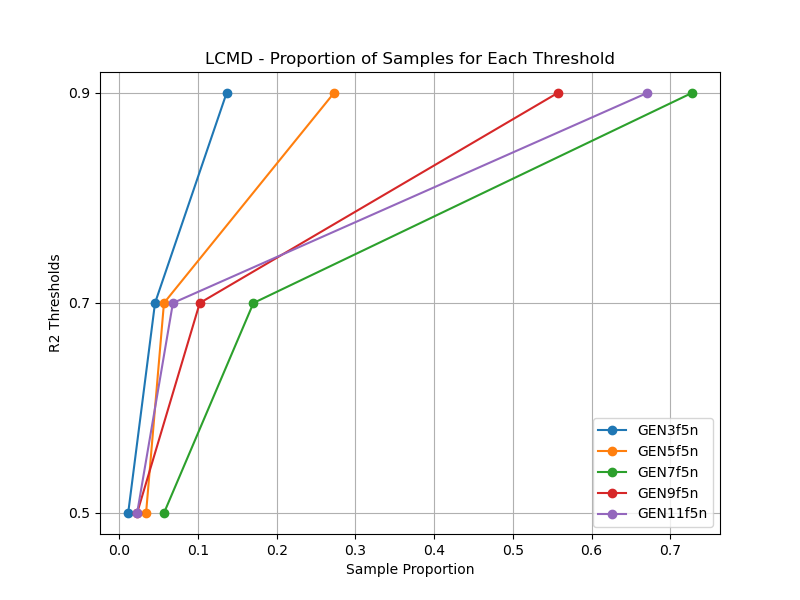 LCMD - Proportion of Samples for Each Threshold
R2 Thresholds
0.9
0.7
0.5
GEN3f5n
GEN5f5n
GEN7f5n
GEN9f5n
GEN11f5n
0.0 0.1 0.2 0.3 0.4 0.5 0.6 0.7
Sample Proportion